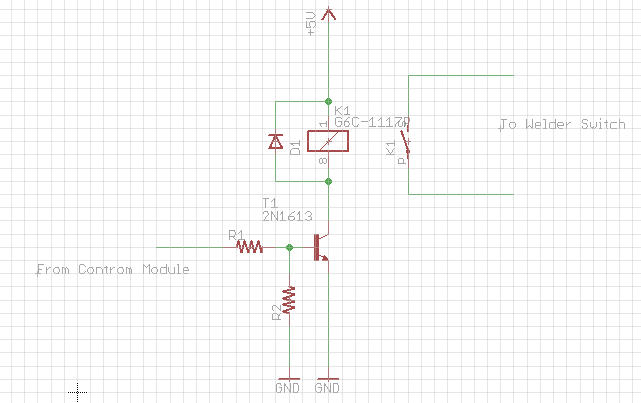 +5V
K1
G6C-1117P
1
D1
8
K1
S
P
To Welder Switch
T1
2N1613
R1
From Controm Module
R2
GND
GND